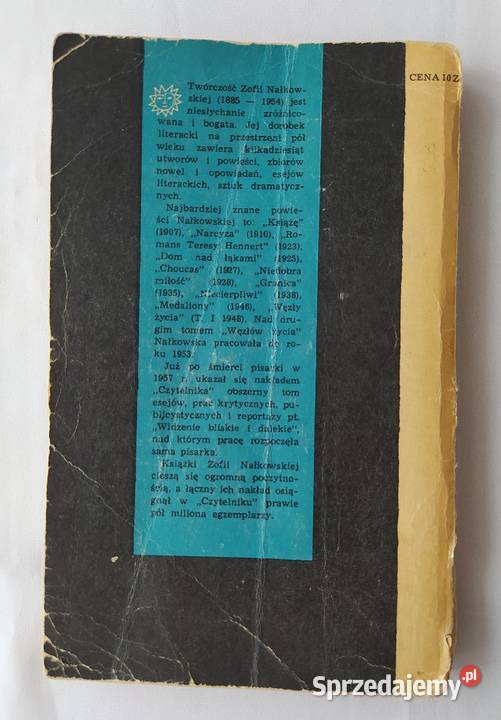 CENA 10 Z
Twórczość Zofii Nałkow-
skiej (1885 — 1954) jest
niesłychanie zróżnico-
wana i bogata. Jej dorobek
literacki na przestrzeni pół
wieku zawiera kilkadziesiąt
utworów i powieści, zbiorów
nowel i opowiadań, esejów
literackich, sztuk dramatycz-
nych.
Najbardziej znane powie-
ści Nałkowskiej to: „Książę"
(1907), „Narcyza" (1910), „Ro-
mans Teresy Hennert" (1923),
„Dom nad łąkami" (1925),
„Choucas" (1927), „Niedobra
miłość" (1928), „Granica"
(1935), „Niecierpliwi" (1938),
„Medaliony" (1946), „Węzły
życia" (T. I 1948). Nad dru-
gim tomem „Węzłów życia"
Nałkowska pracowała do ro-
ku 1953.
Już po śmierci pisarki w
1957 r. ukazał się nakładem
„Czytelnika" obszerny tom
esejów, prac krytycznych, pu-
blicystycznych i reportaży pt.
„Widzenie bliskie i dalekie",
nad którym pracę rozpoczęła
sama pisarka.
Książki Zofii Nałkowskiej
cieszą się ogromną poczytno-
ścią, a łączny ich nakład osią-
gnął w „Czytelniku" prawie
pół miliona egzemplarzy.
Sprzedajemy.pl